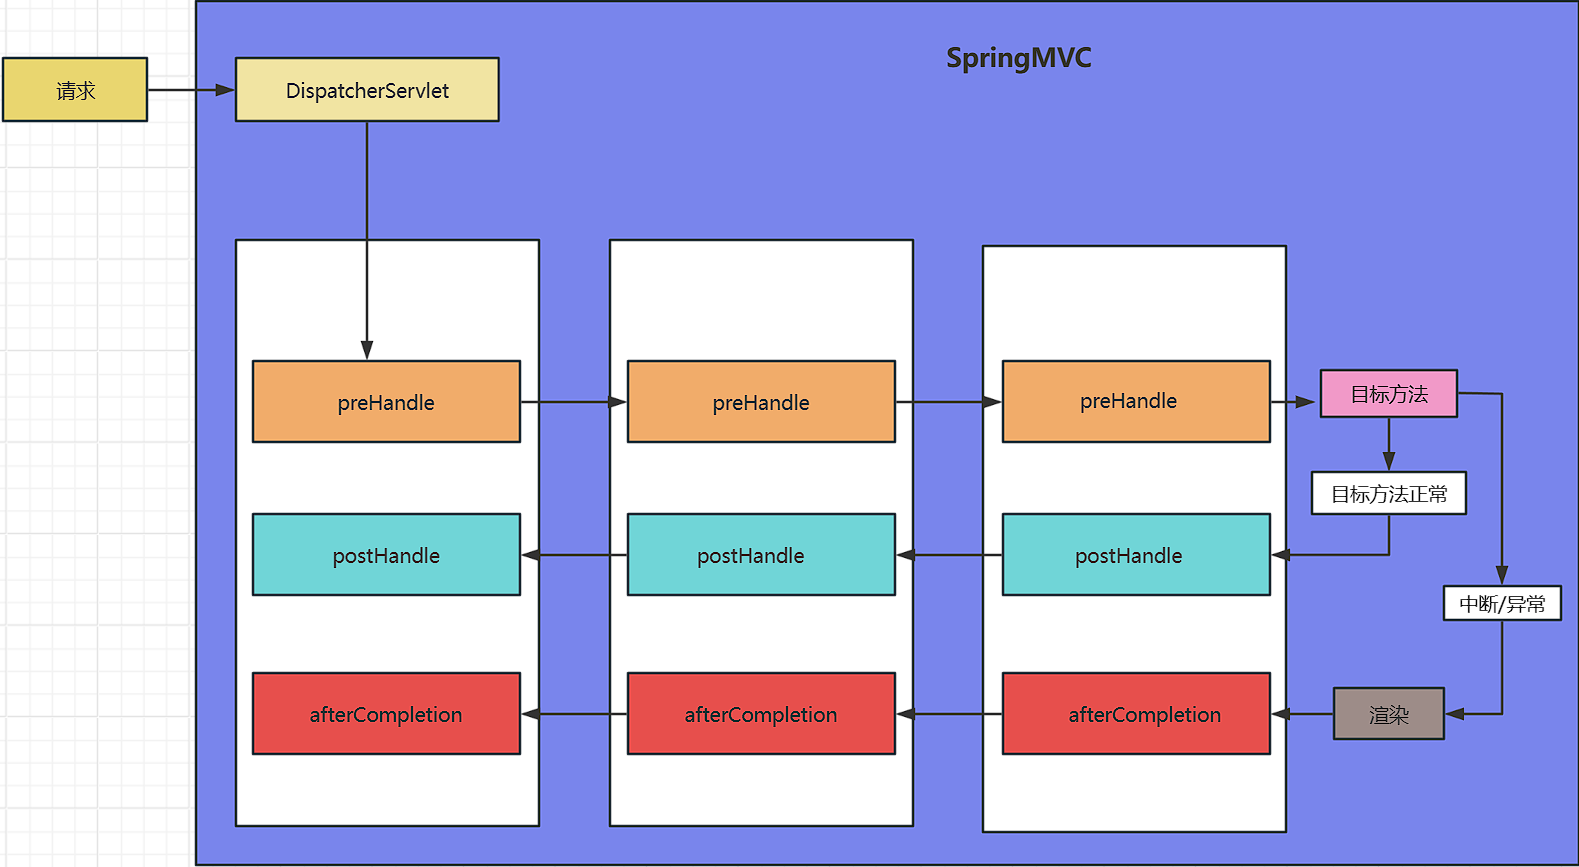 SpringMVC
请求
DispatcherServlet
preHandle
preHandle
preHandle
目标方法
目标方法正常
postHandle
postHandle
postHandle
中断/异常
afterCompletion
afterCompletion
afterCompletion
渲染